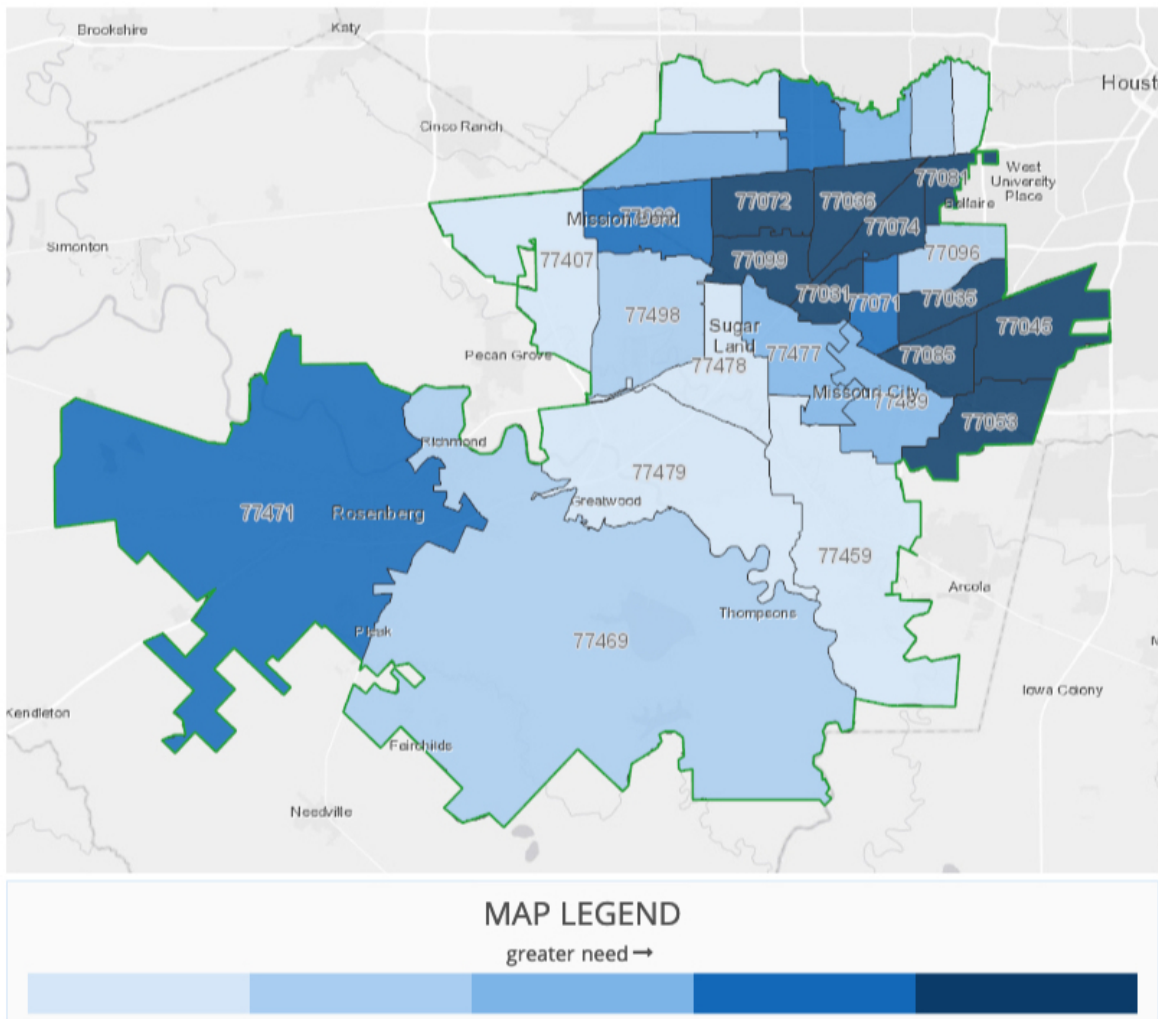 Brookshire
Katy
Houst
Cinco Ranch
West
University
Place
77081
Bellaire
77072
77036
77074
Mission Bend
Simonton
77407
77099
77096
77031
77071
77035
77498
77045
Sugar
Land
Pecan Grove
77478
77477
77085
Missouri City
77489
77053
Richmond
77479
Greatwood
77471
Rosenberg
77459
Arcola
Thompsons
Pleak
77469
Iowa Colony
Kendleton
Fairchilds
Needville
MAP LEGEND
greater need →